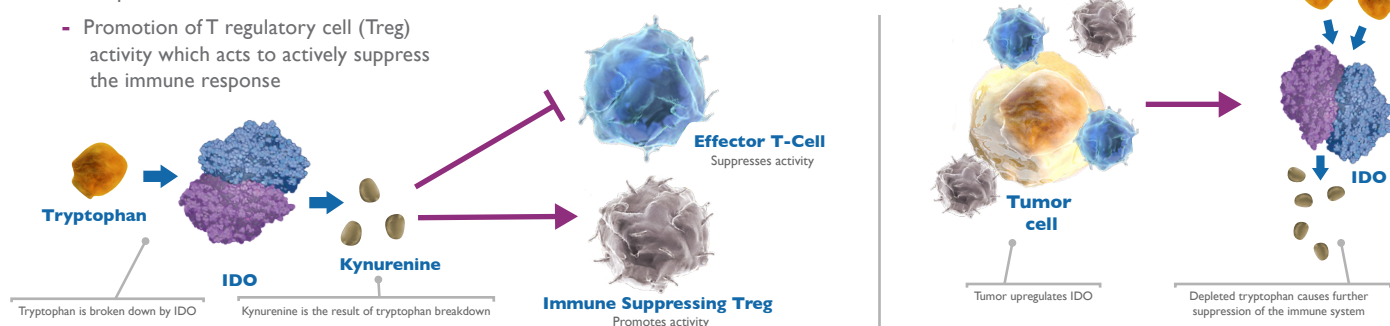 - Promotion of T regulatory cell (Treg)
activity which acts to actively suppress
the immune response
Effector T-Cell
Suppresses activity
Tryptophan
IDO
Kynurenine
Immune Suppressing Treg
Promotes activity
Tryptophan is broken down by IDO
Kynurenine is the result of tryptophan breakdown
Tumor
cell
IDO
Tumor upregulates IDO
Depleted tryptophan causes further
suppression of the immune system